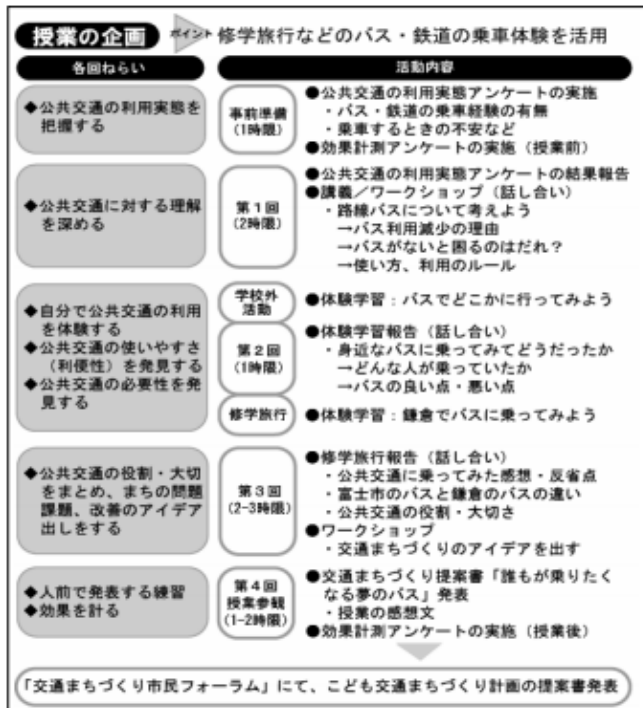 授業の企画 ポイント 修学旅行などのバス・鉄道の乗車体験を活用
各回ねらい
活動内容
◆公共交通の利用実態を
把握する
事前準備
(1時限)
●公共交通の利用実態アンケートの実施
・バス・鉄道の乗車経験の有無
・乗車するときの不安など
●効果計測アンケートの実施（授業前）
◆公共交通に対する理解
を深める
第1回
(2時限)
●公共交通の利用実態アンケートの結果報告
●講義／ワークショップ（話し合い）
・路線バスについて考えよう
→バス利用減少の理由
→バスがないと困るのはだれ？
→使い方、利用のルール
◆自分で公共交通の利用
を体験する
◆公共交通の使いやすさ
（利便性）を発見する
◆公共交通の必要性を発
見する
学校外
活動
●体験学習：バスでどこかに行ってみよう
第2回
(1時限)
●体験学習報告（話し合い）
・身近なバスに乗ってみてどうだったか
→どんな人が乗っていたか
→バスの良い点・悪い点
修学旅行
●体験学習：鎌倉でバスに乗ってみよう
◆公共交通の役割・大切
をまとめ、まちの問題
課題、改善のアイデア
出しをする
第3回
(2-3時限)
●修学旅行報告（話し合い）
・公共交通に乗ってみた感想・反省点
・富士市のバスと鎌倉のバスの違い
・公共交通の役割・大切さ
●ワークショップ
・交通まちづくりのアイデアを出す
◆人前で発表する練習
◆効果を計る
第4回
授業参観
(1-2時限)
●交通まちづくり提案書「誰もが乗りたく
なる夢のバス」発表
・授業の感想文
●効果計測アンケートの実施（授業後）
「交通まちづくり市民フォーラム」にて、こども交通まちづくり計画の提案書発表